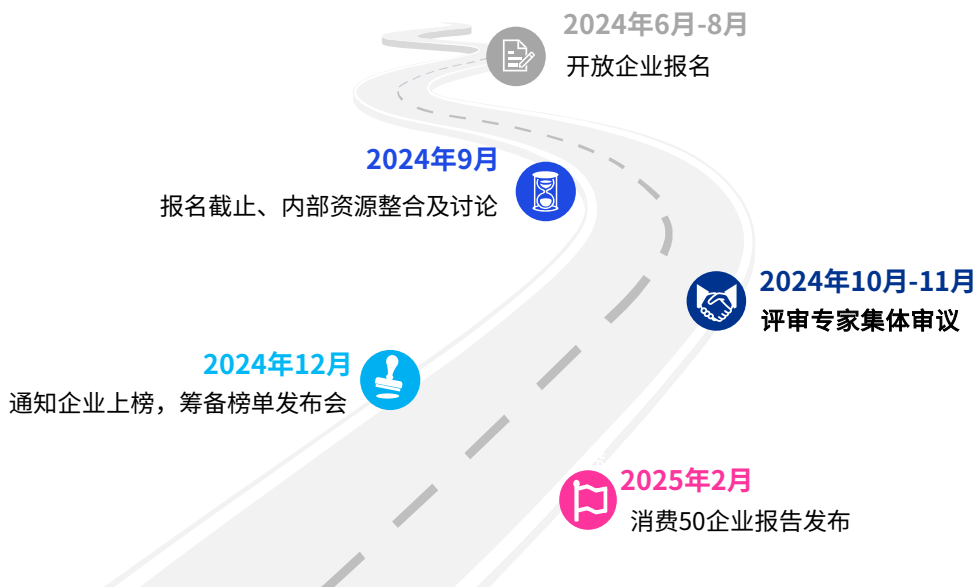 2024年6月-8月
开放企业报名
2024年9月
报名截止、内部资源整合及讨论
2024年10月-11月
评审专家集体审议
2024年12月
通知企业上榜，筹备榜单发布会
2025年2月
消费50企业报告发布